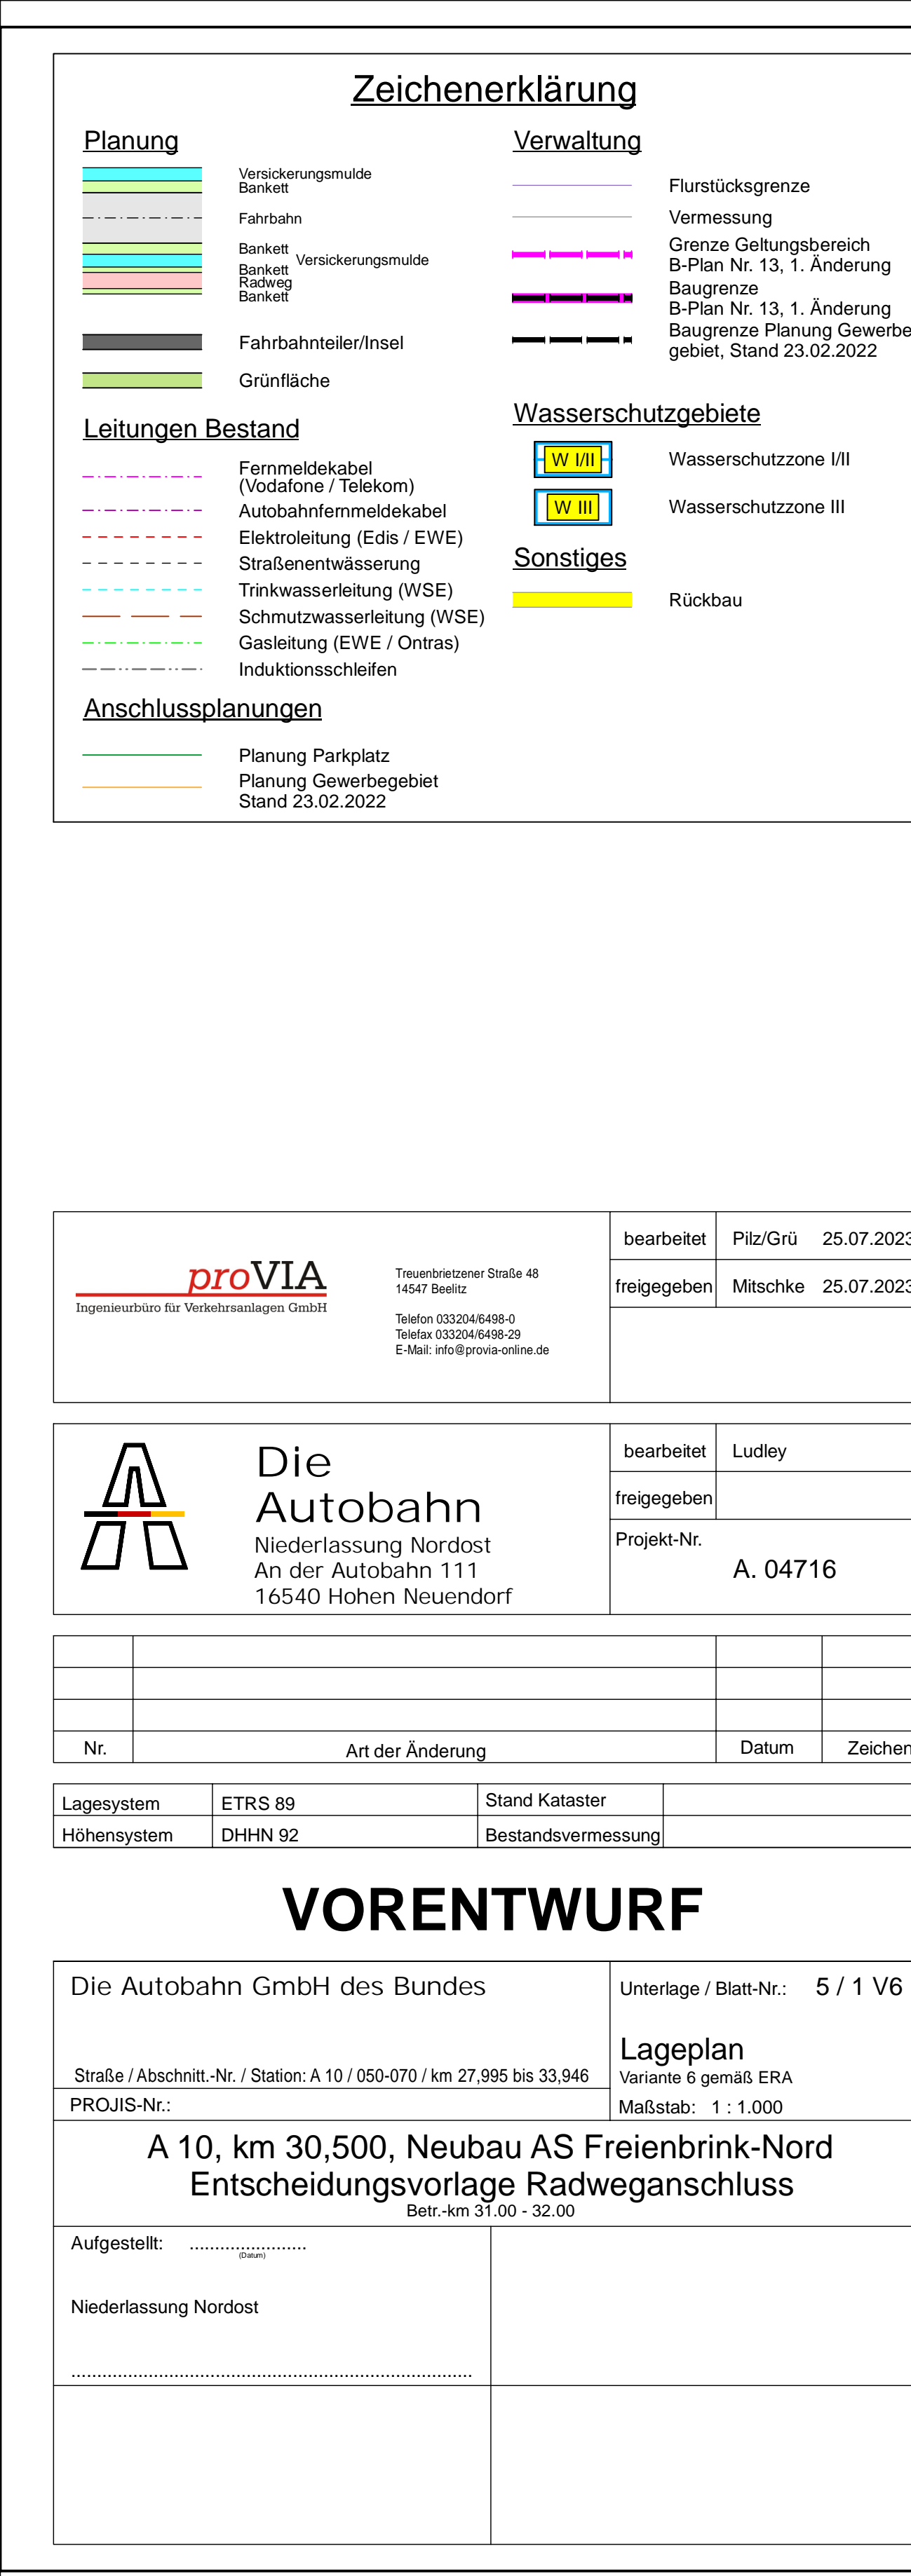 Zeichenerklärung
Planung
Versickerungsmulde
Bankett
Fahrbahn
Bankett
Versickerungsmulde
Bankett
Radweg
Bankett
Fahrbahnteiler/Insel
Grünfläche
Leitungen Bestand
Fernmeldekabel
(Vodafone / Telekom)
Autobahnfernmeldekabel
Elektroleitung (Edis / EWE)
Straßenentwässerung
Trinkwasserleitung (WSE)
Schmutzwasserleitung (WSE)
Gasleitung (EWE / Ontras)
Induktionsschleifen
Anschlussplanungen
Planung Parkplatz
Planung Gewerbegebiet
Stand 23.02.2022
Verwaltung
Flurstücksgrenze
Vermessung
Grenze Geltungsbereich
B-Plan Nr. 13, 1. Änderung
Baugrenze
B-Plan Nr. 13, 1. Änderung
Baugrenze Planung Gewerbe
gebiet, Stand 23.02.2022
Wasserschutzgebiete
W I/II Wasserschutzzone I/II
W III Wasserschutzzone III
Sonstiges
Rückbau
proVIA
Ingenieurbüro für Verkehrsanlagen GmbH
Treuenbrietzener Straße 48
14547 Beelitz
Telefon 033204/6498-0
Telefax 033204/6498-29
E-Mail: info@provia-online.de
bearbeitet Pilz/Grü 25.07.2023
freigegeben Mitschke 25.07.2023
Die
Autobahn
Niederlassung Nordost
An der Autobahn 111
16540 Hohen Neuendorf
bearbeitet Ludley
freigegeben
Projekt-Nr.
A. 04716
Nr. Art der Änderung Datum Zeichen
Lagesystem ETRS 89 Stand Kataster
Höhensystem DHHN 92 Bestandsvermessung
VORENTWURF
Die Autobahn GmbH des Bundes
Straße / Abschnitt.-Nr. / Station: A 10 / 050-070 / km 27,995 bis 33,946
PROJIS-Nr.:
Unterlage / Blatt-Nr.: 5 / 1 V6
Lageplan
Variante 6 gemäß ERA
Maßstab: 1 : 1.000
A 10, km 30,500, Neubau AS Freienbrink-Nord
Entscheidungsvorlage Radweganschluss
Betr.-km 31.00 - 32.00
Aufgestellt: .......................
(Datum)
Niederlassung Nordost
..............................................................................